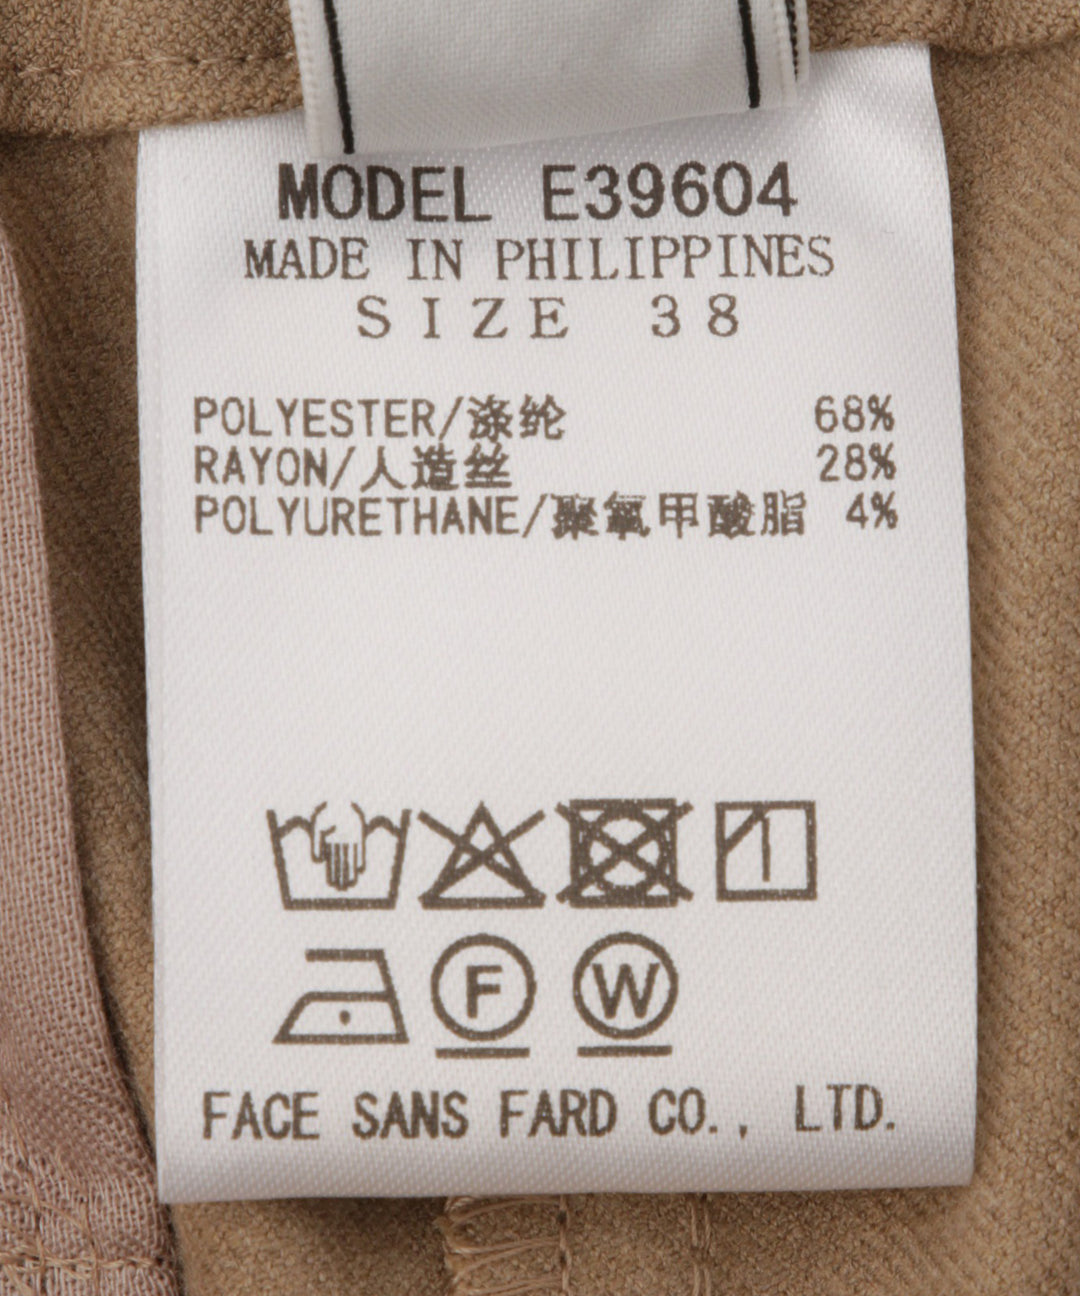 MODEL E39604
MADE IN PHILIPPINES
SIZE 38
POLYESTER/涤纶 68%
RAYON/人造丝 28%
POLYURETHANE/聚氧甲酸脂 4%
F W
FACE SANS FARD CO., LTD.